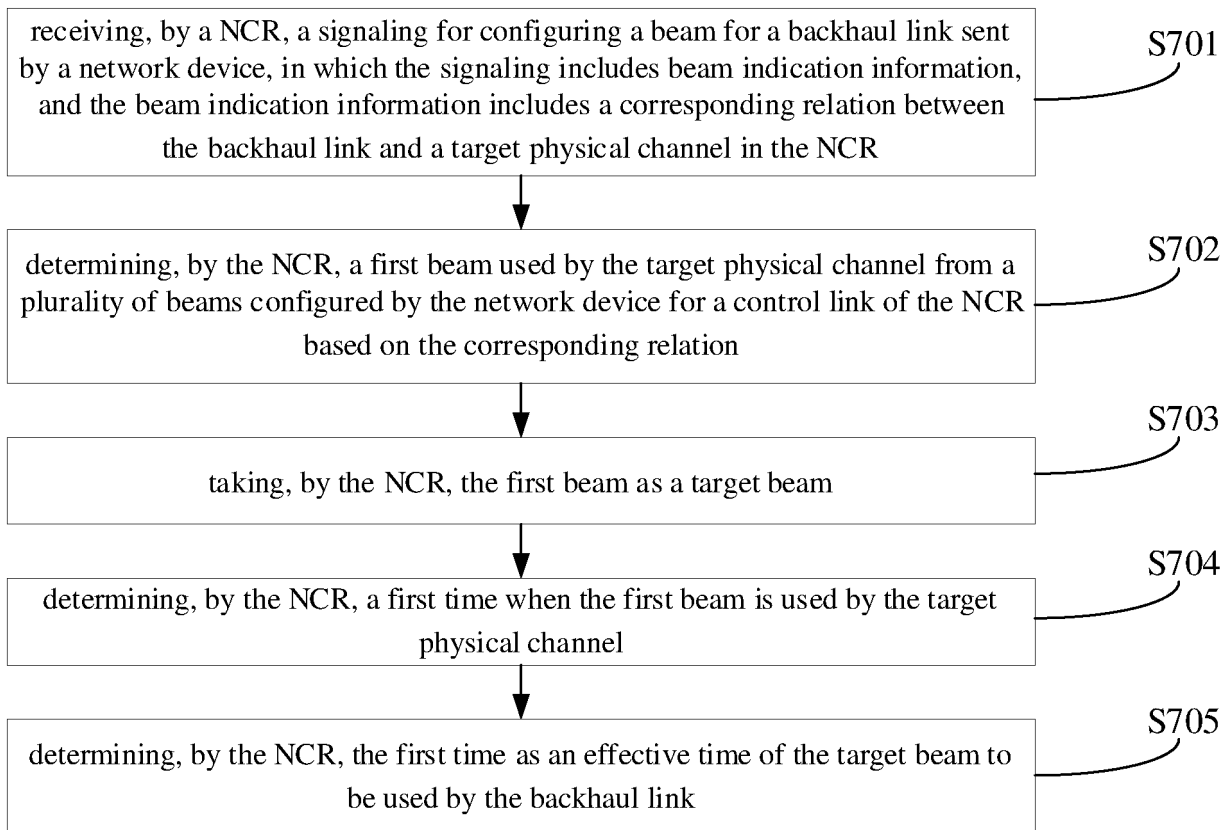 receiving, by a NCR, a signaling for configuring a beam for a backhaul link sent
by a network device, in which the signaling includes beam indication information,
and the beam indication information includes a corresponding relation between
the backhaul link and a target physical channel in the NCR
S701
determining, by the NCR, a first beam used by the target physical channel from a
plurality of beams configured by the network device for a control link of the NCR
based on the corresponding relation
S702
taking, by the NCR, the first beam as a target beam
S703
determining, by the NCR, a first time when the first beam is used by the target
physical channel
S704
determining, by the NCR, the first time as an effective time of the target beam to
be used by the backhaul link
S705